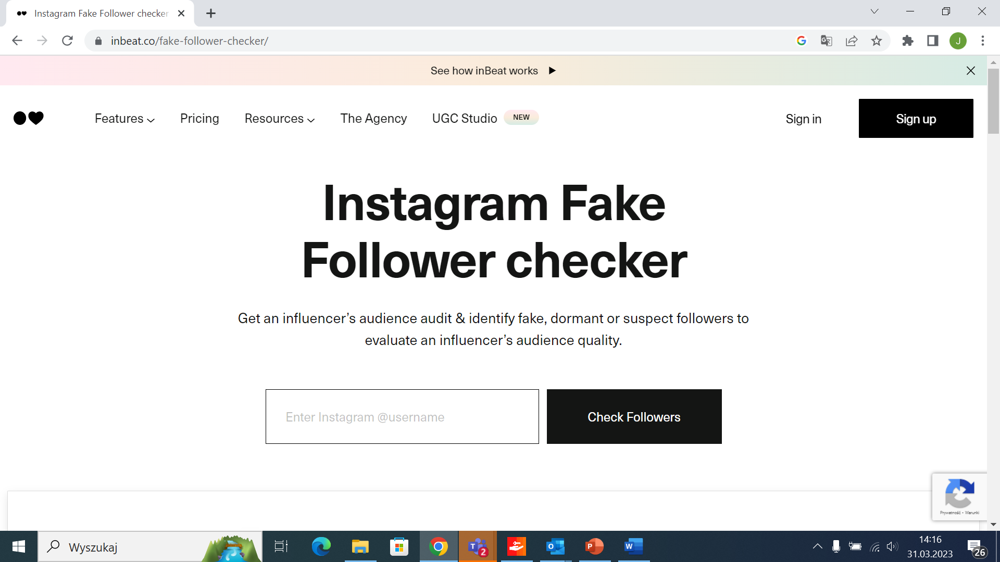 Instagram Fake Follower checker
inbeat.co/fake-follower-checker/
J
See how inBeat works
Features
Pricing
Resources
The Agency
UGC Studio
NEW
Sign in
Sign up
Instagram Fake
Follower checker
Get an influencer’s audience audit & identify fake, dormant or suspect followers to
evaluate an influencer’s audience quality.
Enter Instagram @username
Check Followers
Prywatność - Warunki
Wyszukaj
T
2
O
P
W
14:16
31.03.2023
26